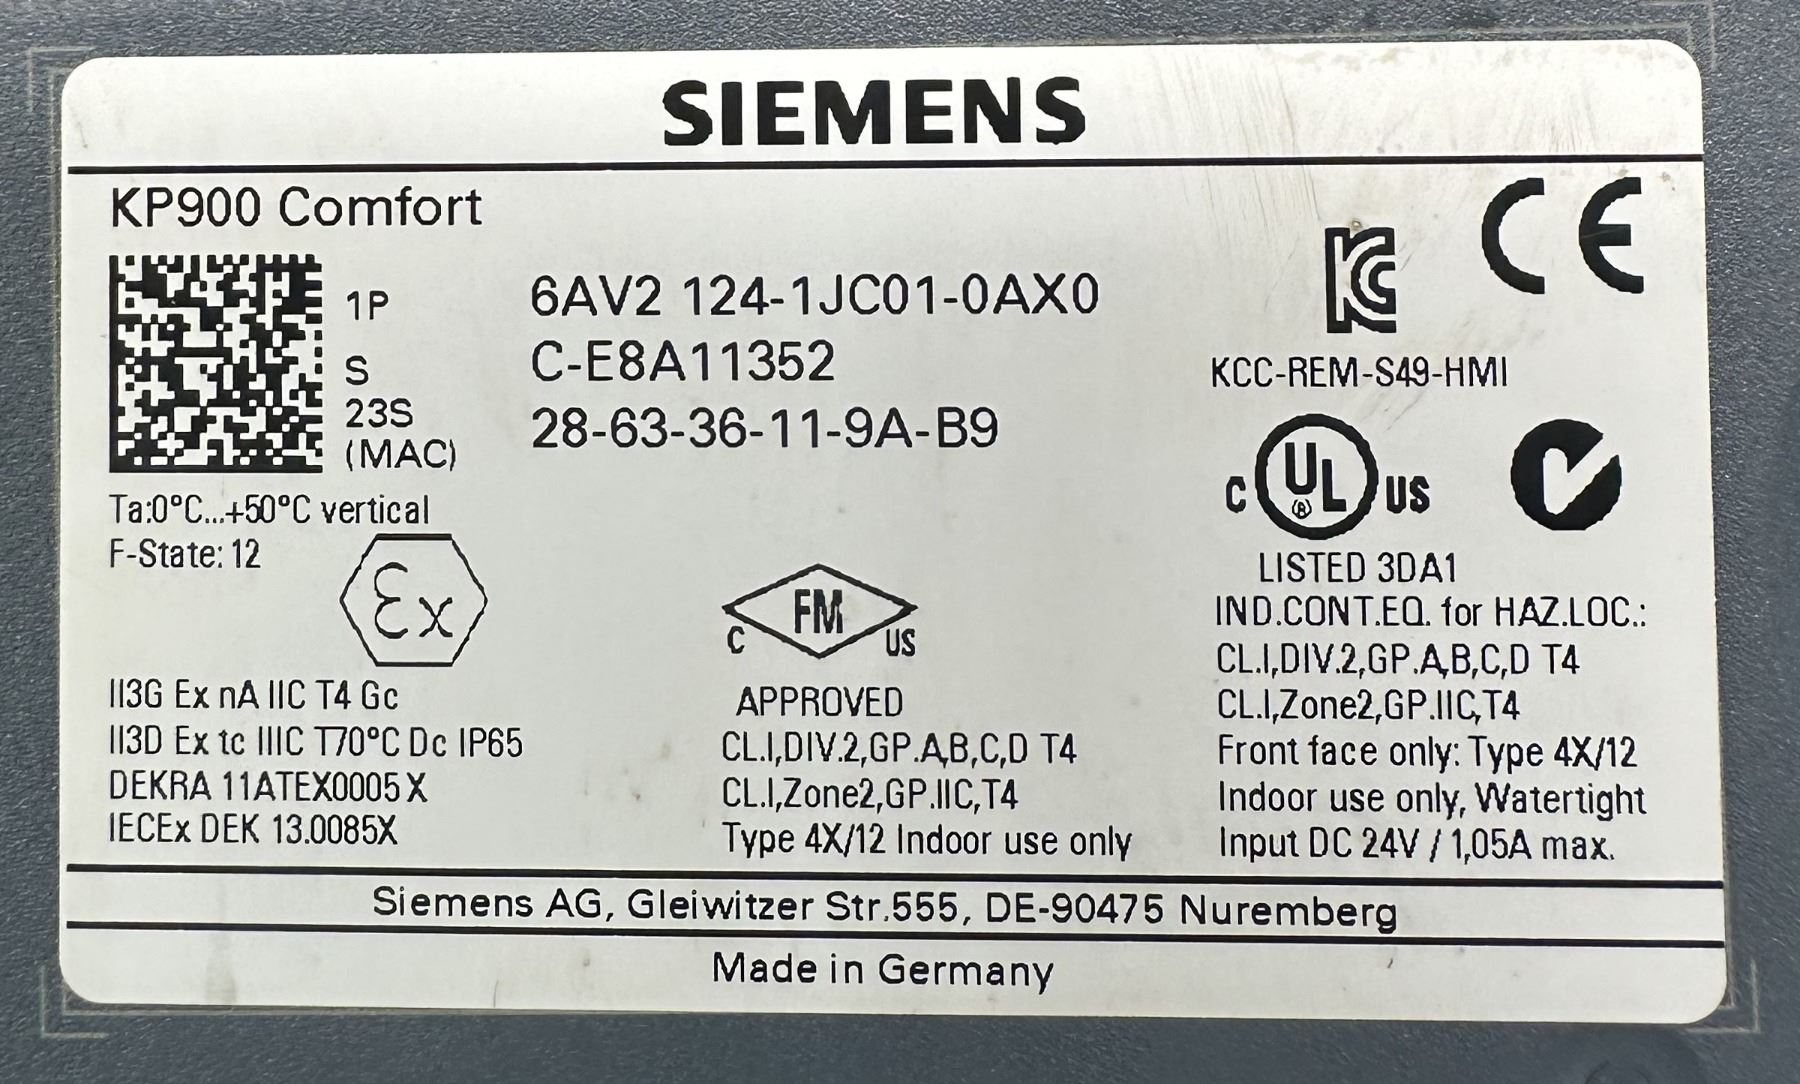 SIEMENS
KP900 Comfort
1P 6AV2 124-1JC01-0AX0
S C-E8A11352
23S 28-63-36-11-9A-B9
(MAC)
Ta:0°C...+50°C vertical
F-State: 12
Ex
II3G Ex nA IIC T4 Gc
II3D Ex tc IIIC T70°C Dc IP65
DEKRA 11ATEX0005 X
IECEx DEK 13.0085X
FM
C US
APPROVED
CL.I,DIV.2,GP.A,B,C,D T4
CL.I,Zone2,GP.IIC,T4
Type 4X/12 Indoor use only
CE
KC
KCC-REM-S49-HMI
C UL US
®
LISTED 3DA1
IND.CONT.EQ. for HAZ.LOC.:
CL.I,DIV.2,GP.A,B,C,D T4
CL.I,Zone2,GP.IIC,T4
Front face only: Type 4X/12
Indoor use only, Watertight
Input DC 24V / 1,05A max.
Siemens AG, Gleiwitzer Str.555, DE-90475 Nuremberg
Made in Germany